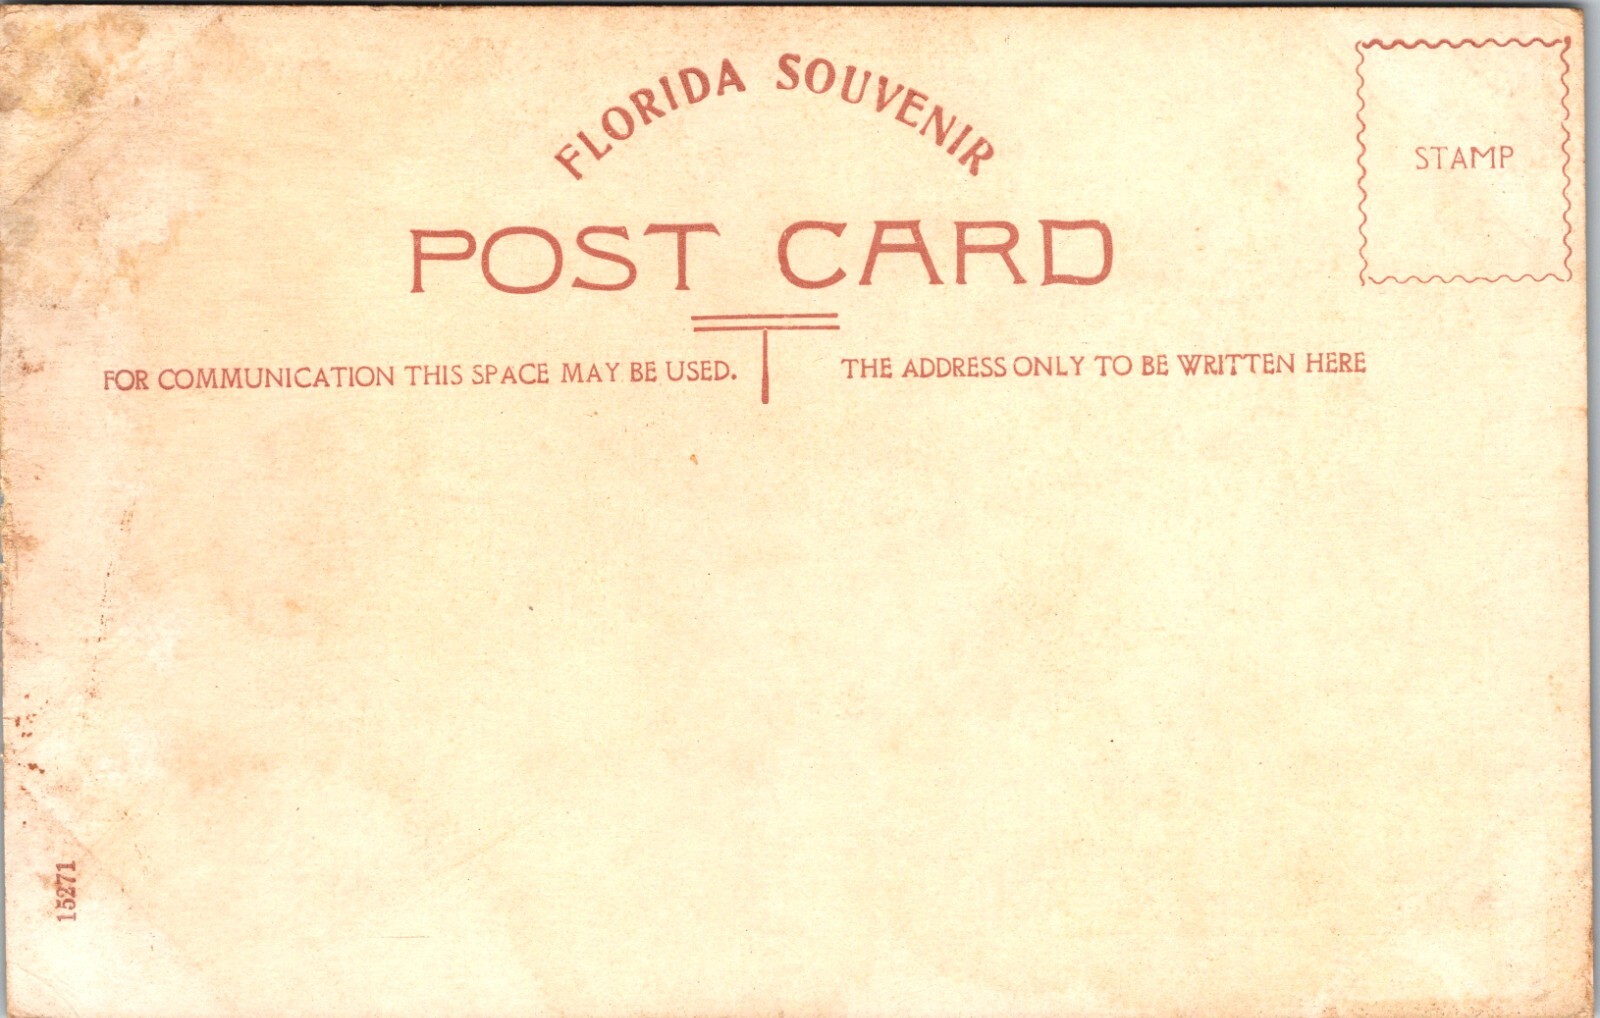 FLORIDA SOUVENIR
STAMP
POST CARD
FOR COMMUNICATION THIS SPACE MAY BE USED.
THE ADDRESS ONLY TO BE WRITTEN HERE
15271